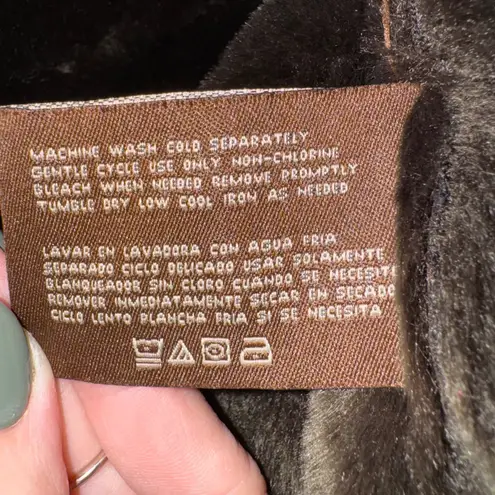 MACHINE WASH COLD SEPARATELY
GENTLE CYCLE USE ONLY NON-CHLORINE
BLEACH WHEN NEEDED REMOVE PROMPTLY
TUMBLE DRY LOW COOL IRON AS NEEDED
LAVAR EN LAVADORA CON AGUA FRIA
SEPARADO CICLO DELICADO USAR SOLAMENTE
BLANQUEADOR SIN CLORO CUANDO SE NECESITE
REMOVER INMEDIATAMENTE SECAR EN SECADO
CICLO LENTO PLANCHA FRIA SI SE NECESITA